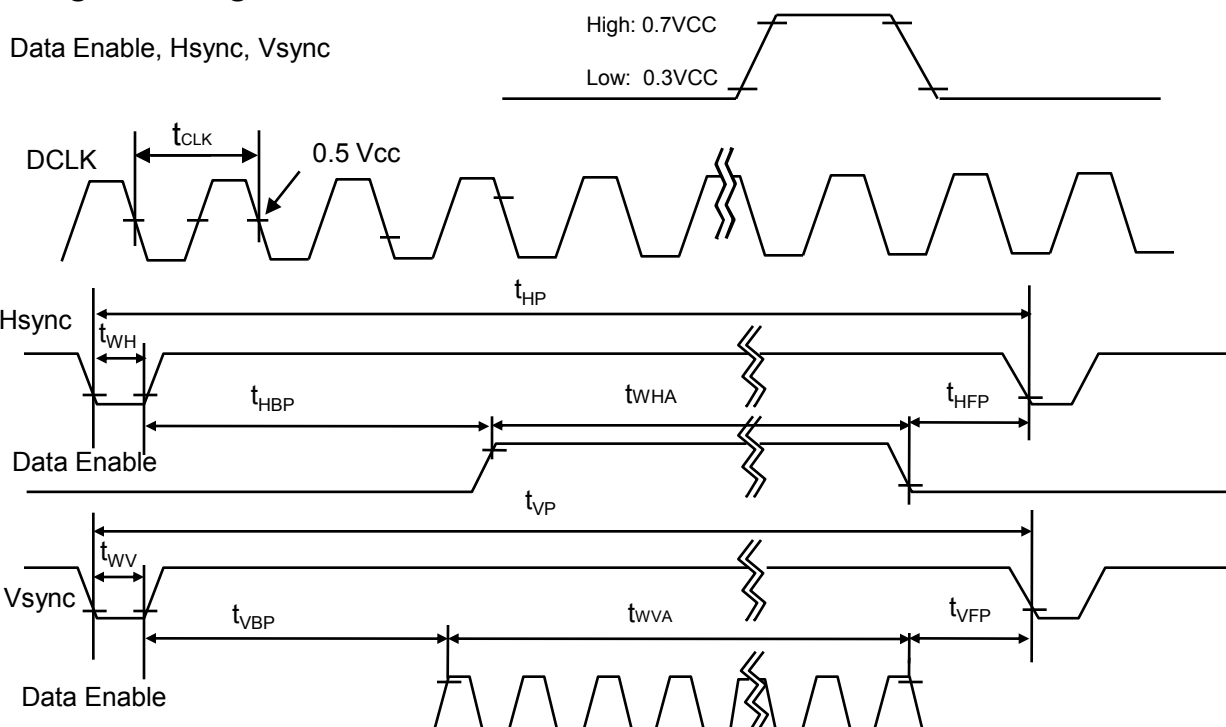 Data Enable, Hsync, Vsync
High: 0.7VCC
Low: 0.3VCC
DCLK
tCLK
0.5 Vcc
tHP
Hsync
tWH
tHBP
tWHA
tHFP
Data Enable
tVP
tWV
Vsync
tVBP
tWVA
tVFP
Data Enable